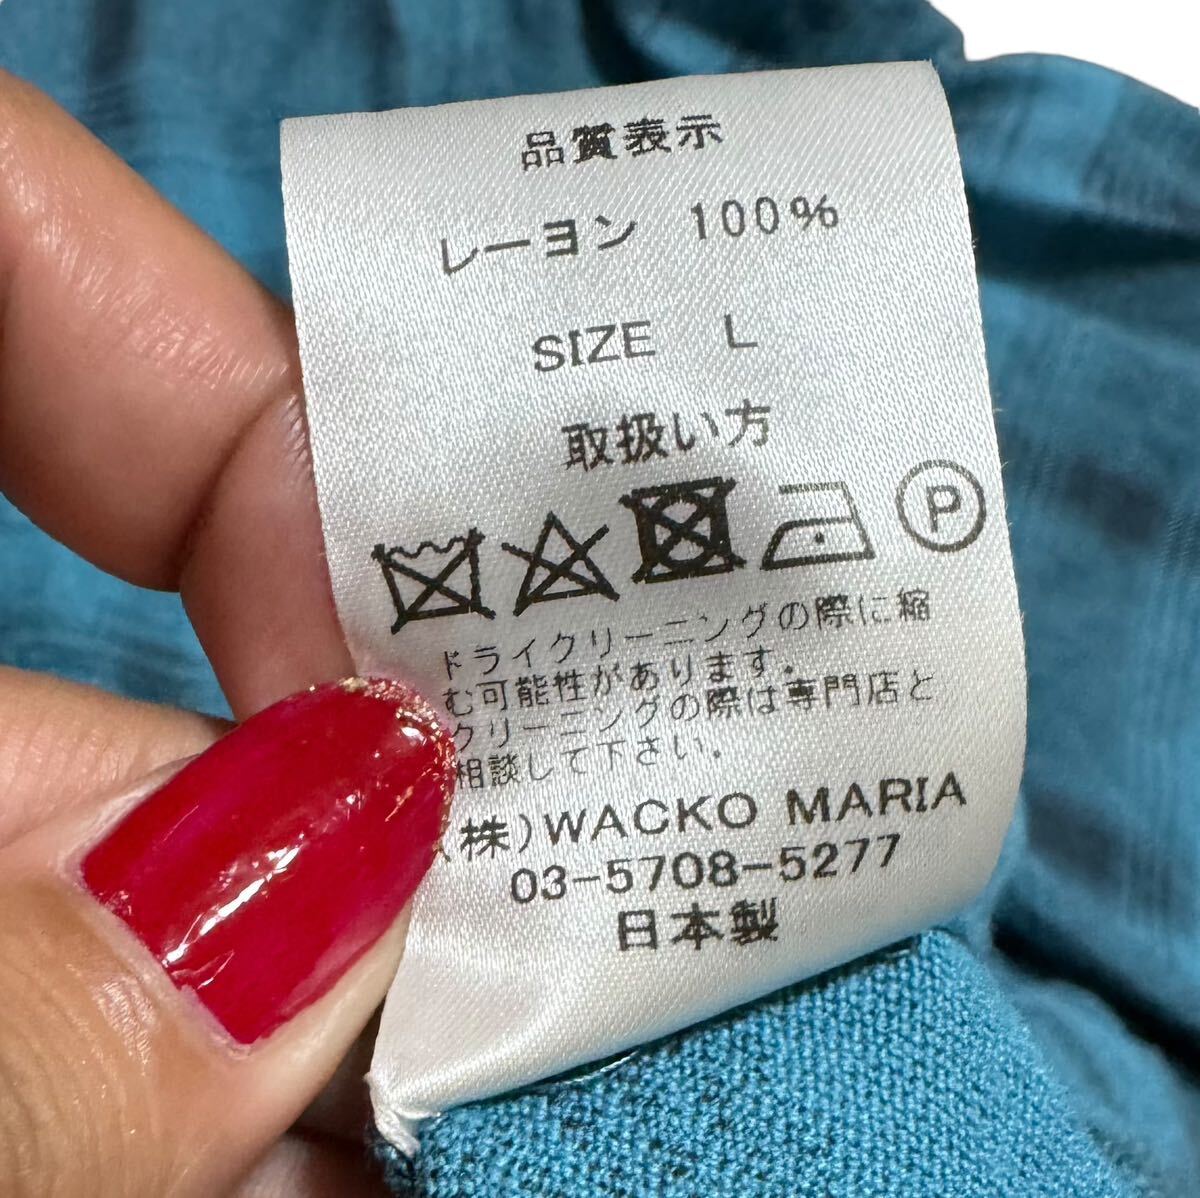 品質表示
レーヨン 100%
SIZE L
取扱い方
P
ドライクリーニングの際に縮
む可能性があります.
クリーニングの際は専門店と
相談して下さい.
(株)WACKO MARIA
03-5708-5277
日本製